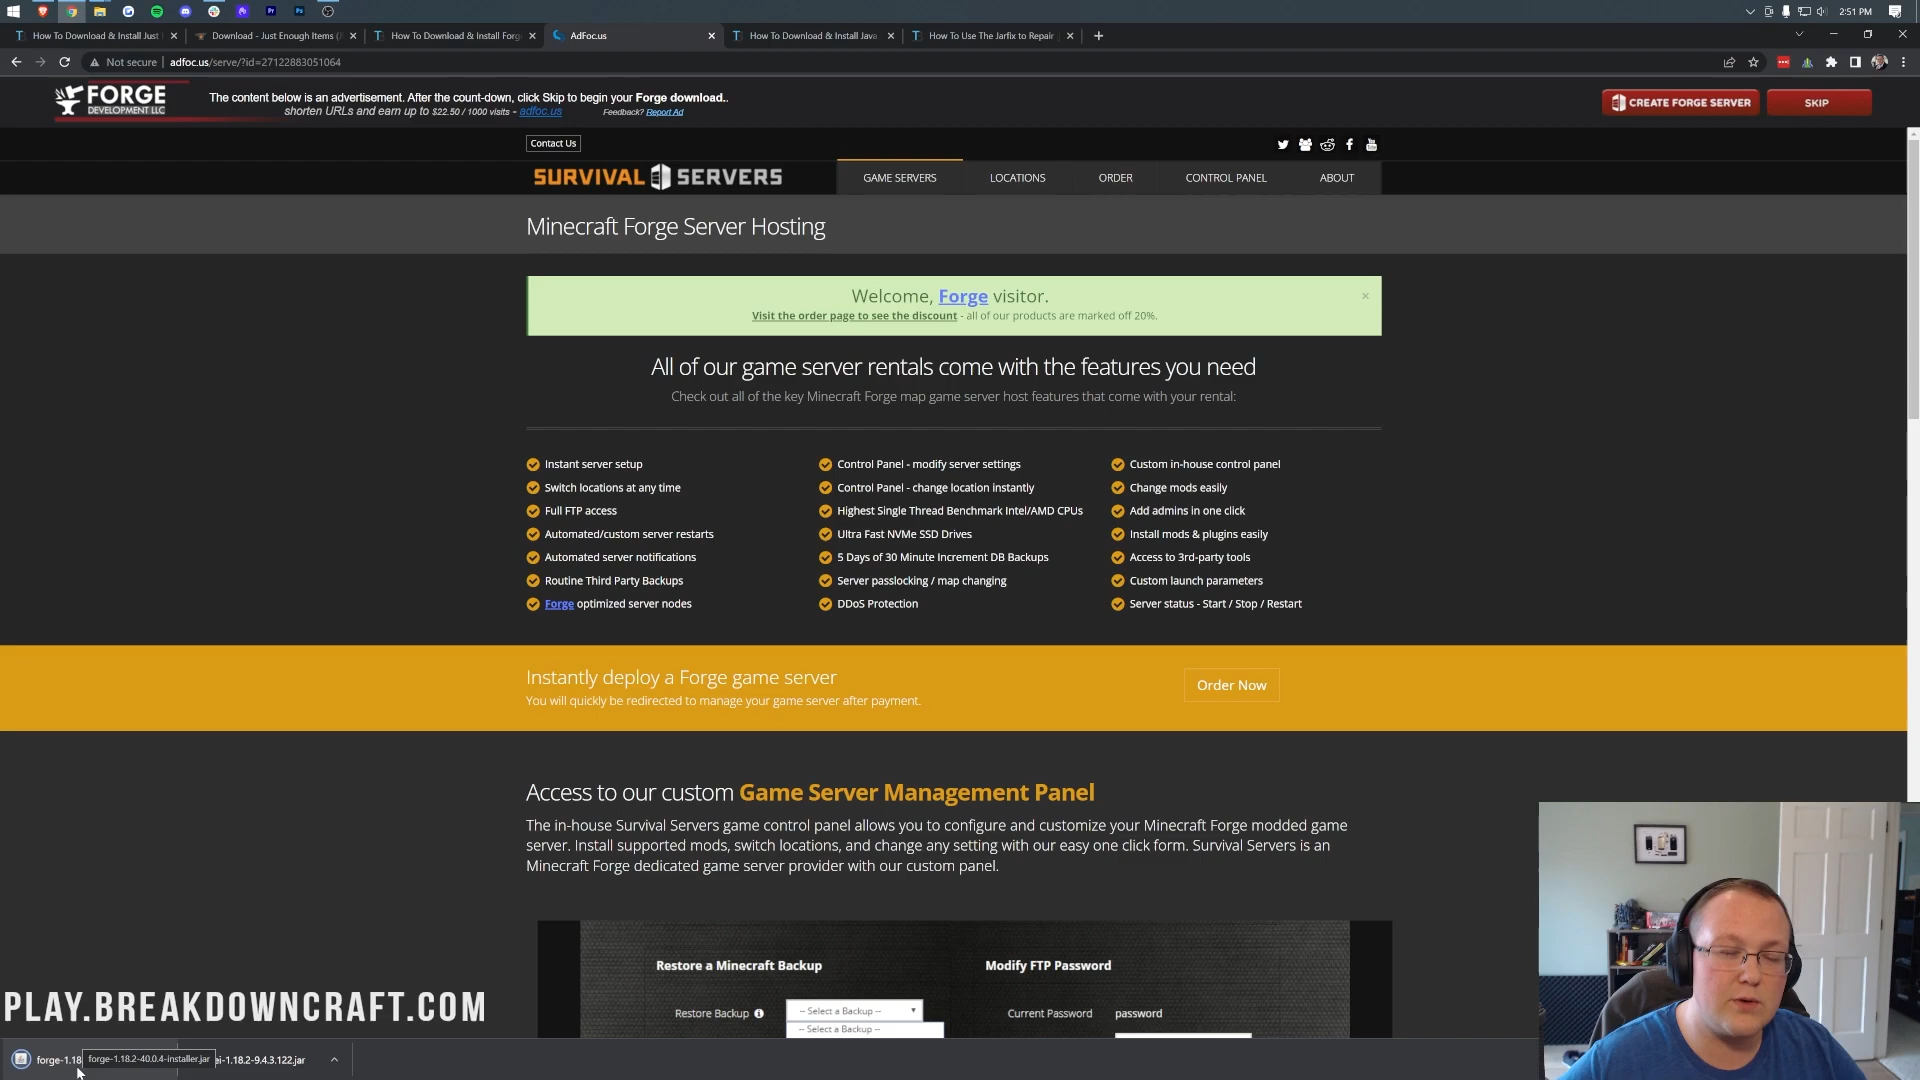 2:51 PM
How To Download & Install Just
Download - Just Enough Items (J
How To Download & Install Forg
AdFoc.us
How To Download & Install Java
How To Use The Jarfix to Repair
Not secure
adfoc.us/serve/?id=27122883051064
FORGE
DEVELOPMENT LLC
The content below is an advertisement. After the count-down, click Skip to begin your Forge download..
shorten URLs and earn up to $22.50 / 1000 visits - adfoc.us
Feedback? Report Ad
CREATE FORGE SERVER
SKIP
Contact Us
SURVIVAL SERVERS
GAME SERVERS
LOCATIONS
ORDER
CONTROL PANEL
ABOUT
Minecraft Forge Server Hosting
Welcome, Forge visitor.
Visit the order page to see the discount - all of our products are marked off 20%.
All of our game server rentals come with the features you need
Check out all of the key Minecraft Forge map game server host features that come with your rental:
Instant server setup
Switch locations at any time
Full FTP access
Automated/custom server restarts
Automated server notifications
Routine Third Party Backups
Forge optimized server nodes
Control Panel - modify server settings
Control Panel - change location instantly
Highest Single Thread Benchmark Intel/AMD CPUs
Ultra Fast NVMe SSD Drives
5 Days of 30 Minute Increment DB Backups
Server passlocking / map changing
DDoS Protection
Custom in-house control panel
Change mods easily
Add admins in one click
Install mods & plugins easily
Access to 3rd-party tools
Custom launch parameters
Server status - Start / Stop / Restart
Instantly deploy a Forge game server
You will quickly be redirected to manage your game server after payment.
Order Now
Access to our custom Game Server Management Panel
The in-house Survival Servers game control panel allows you to configure and customize your Minecraft Forge modded game
server. Install supported mods, switch locations, and change any setting with our easy one click form. Survival Servers is an
Minecraft Forge dedicated game server provider with our custom panel.
Restore a Minecraft Backup
Modify FTP Password
Restore Backup
-- Select a Backup --
-- Select a Backup --
Current Password
password
PLAY.BREAKDOWNCRAFT.COM
forge-1.18
forge-1.18.2-40.0.4-installer.jar
ei-1.18.2-9.4.3.122.jar